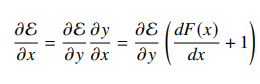 ∂ℰ/∂x = ∂ℰ/∂y ∂y/∂x = ∂ℰ/∂y (dF(x)/dx + 1)